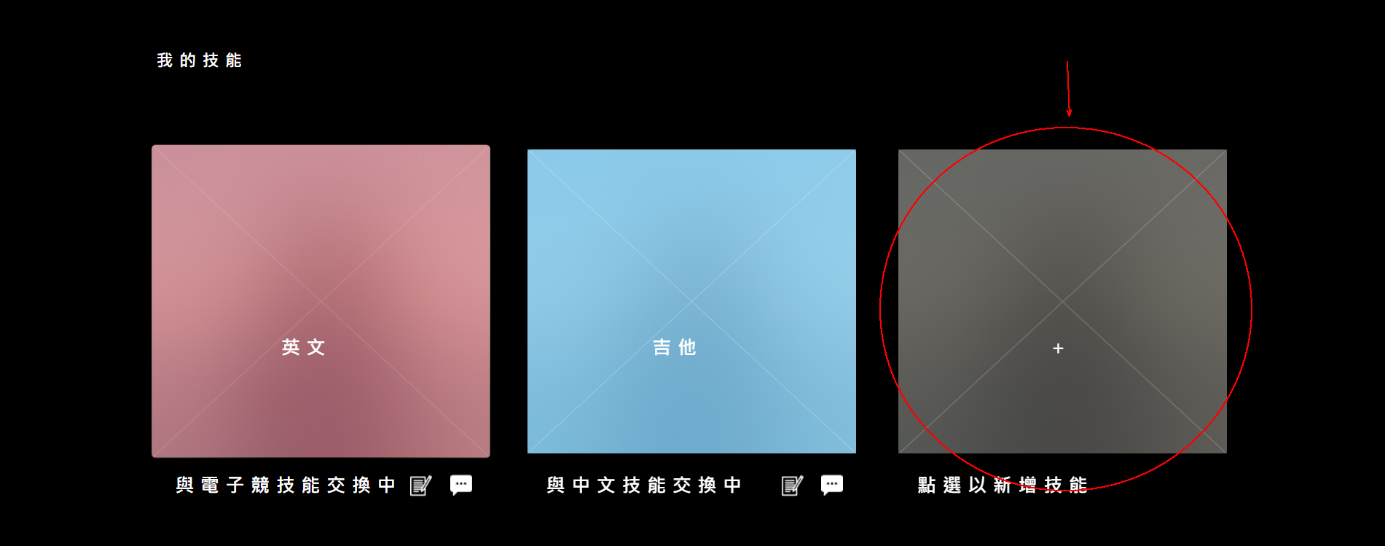 我的技能
英文
吉他
+
與電子競技能交換中
與中文技能交換中
點選以新增技能